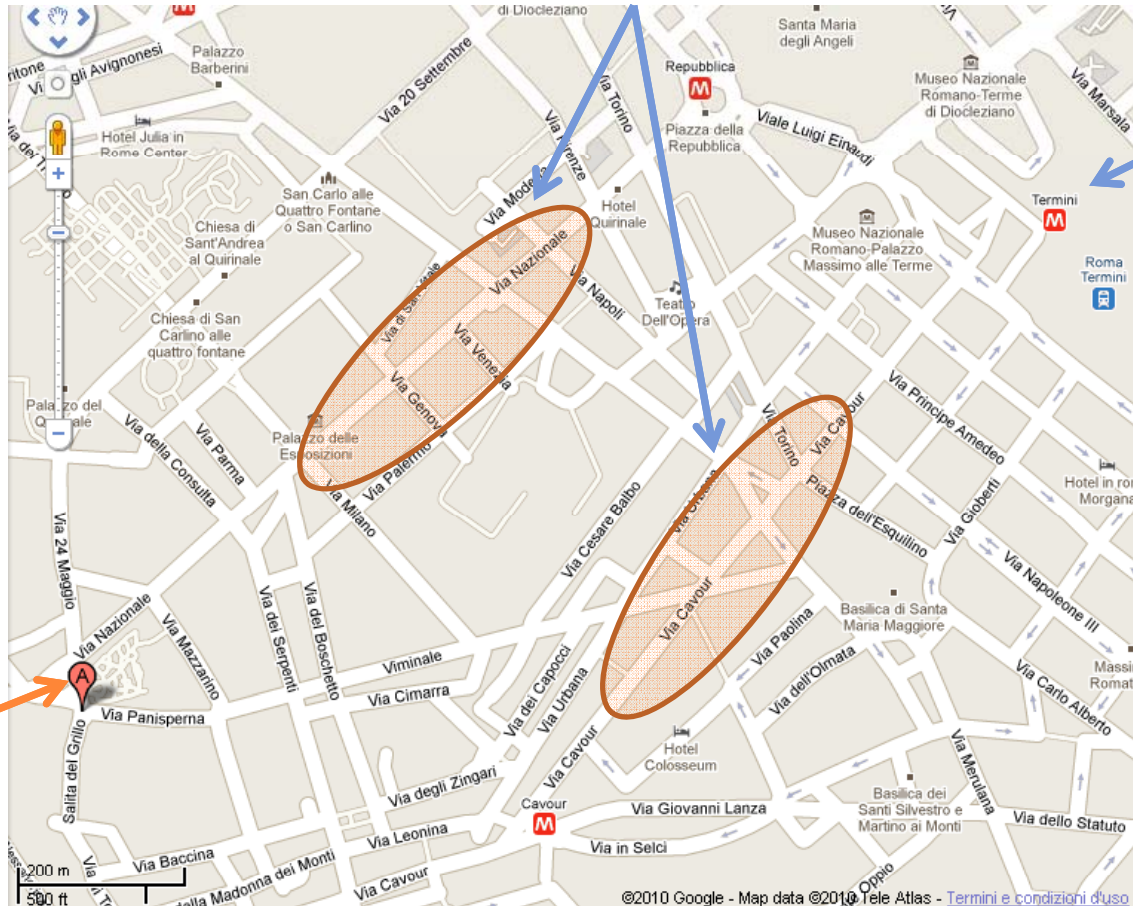 di Diocleziano
Santa Maria
degli Angeli
Palazzo
Barberini
Via 20 Settembre
Via Torino
Repubblica
Museo Nazionale
Romano-Terme
di Diocleziano
Via Marsala
gli Avignonesi
Hotel Julia in
Rome Center
Via Firenze
Piazza della
Repubblica
Viale Luigi Einaudi
San Carlo alle
Quattro Fontane
o San Carlino
Via Modena
Hotel
Quirinale
Termini
Chiesa di
Sant'Andrea
al Quirinale
Museo Nazionale
Romano-Palazzo
Massimo alle Terme
Via Nazionale
Roma
Termini
Via di San Vitale
Via Napoli
Teatro
Dell'Opera
Chiesa di San
Carlino alle
quattro fontane
Via Venezia
Via Genova
Via Principe Amedeo
Via Cavour
Via Torino
Palazzo delle
Esposizioni
Via della Consulta
Via Parma
Via Palermo
Via Milano
Via Urbana
Piazza dell'Esquilino
Via Gioberti
Hotel in
Morgana
Via Cesare Balbo
Via 24 Maggio
Via Napoleone III
Via Cavour
Basilica di Santa
Maria Maggiore
Via Nazionale
Via Mazzarino
Via dei Serpenti
Via del Boschetto
Via Paolina
Via dell'Olmata
Viminale
Via Cimarra
Via dei Capocci
Via Urbana
Via Carlo Alberto
A
Via Panisperna
Salita del Grillo
Via Cavour
Hotel
Colosseum
Via Merulana
Via degli Zingari
Cavour
Via Giovanni Lanza
Basilica dei
Santi Silvestro e
Martino ai Monti
Via dello Statuto
Via Leonina
Via in Selci
Via Baccina
della Madonna dei Monti
Via Cavour
Oppio
200 m
500 ft
©2010 Google - Map data ©2010 Tele Atlas - Termini e condizioni d'uso